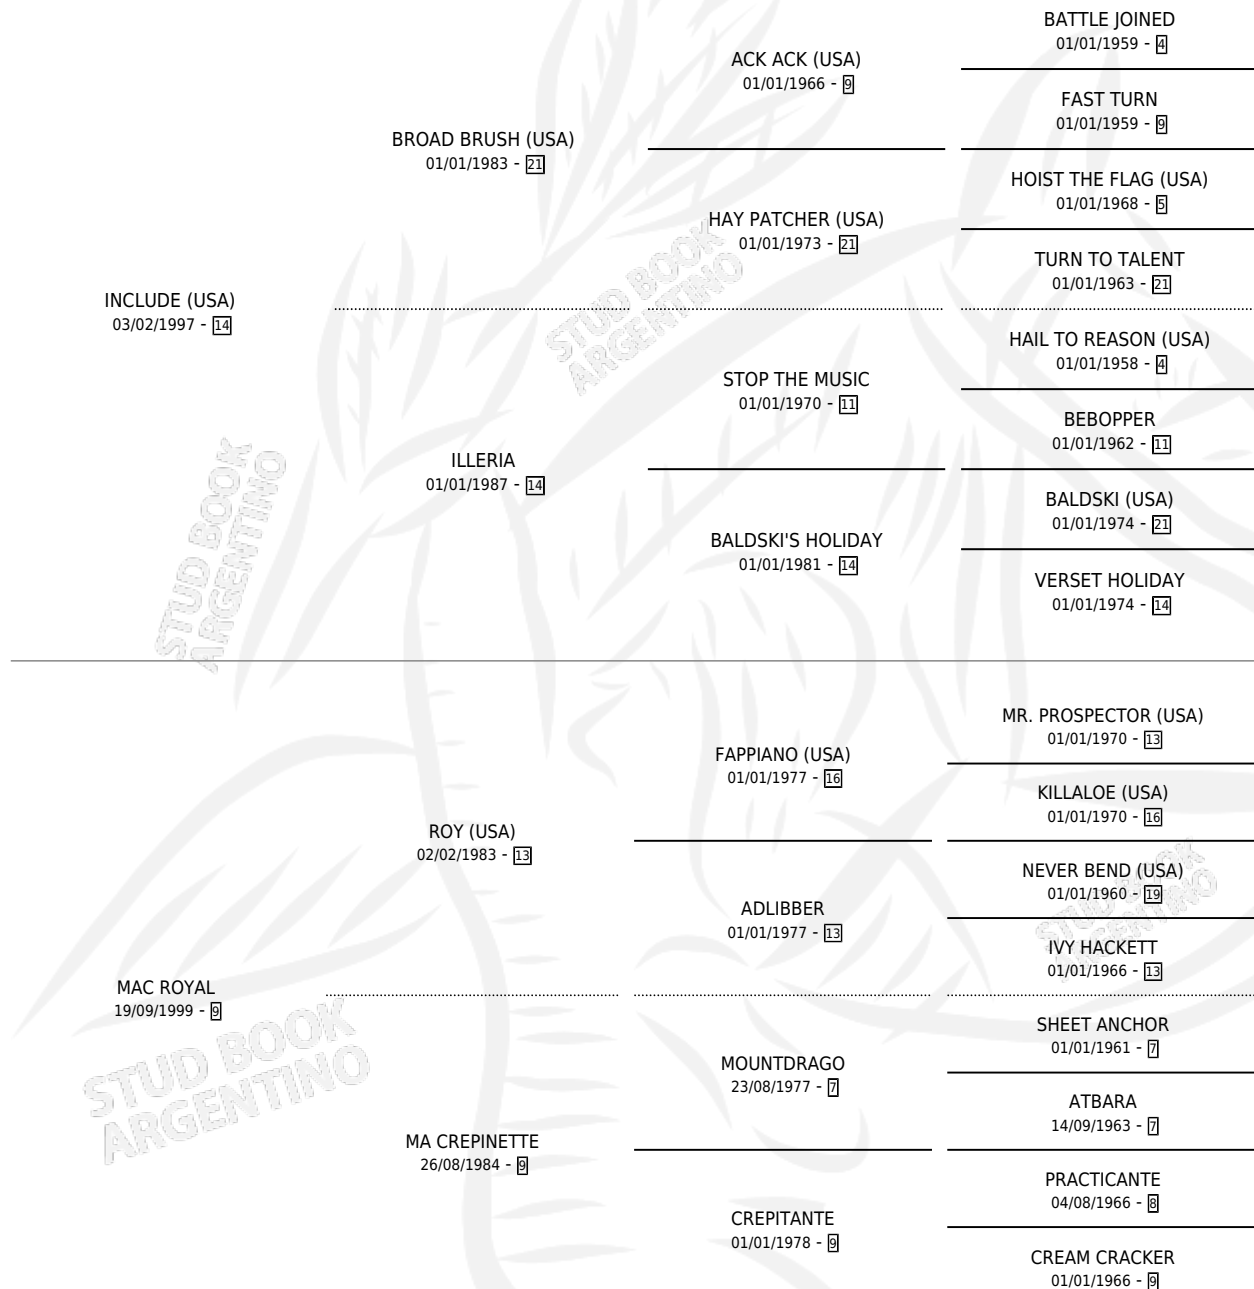 BATTLE JOINED
01/01/1959 - 4
ACK ACK (USA)
01/01/1966 - 9
FAST TURN
01/01/1959 - 9
BROAD BRUSH (USA)
01/01/1983 - 21
HOIST THE FLAG (USA)
01/01/1968 - 5
HAY PATCHER (USA)
01/01/1973 - 21
TURN TO TALENT
01/01/1963 - 21
INCLUDE (USA)
03/02/1997 - 14
HAIL TO REASON (USA)
01/01/1958 - 4
STOP THE MUSIC
01/01/1970 - 11
BEBOPPER
01/01/1962 - 11
ILLERIA
01/01/1987 - 14
BALDSKI (USA)
01/01/1974 - 21
BALDSKI'S HOLIDAY
01/01/1981 - 14
VERSET HOLIDAY
01/01/1974 - 14
MR. PROSPECTOR (USA)
01/01/1970 - 13
FAPPIANO (USA)
01/01/1977 - 16
KILLALOE (USA)
01/01/1970 - 16
ROY (USA)
02/02/1983 - 13
NEVER BEND (USA)
01/01/1960 - 19
ADLIBBER
01/01/1977 - 13
IVY HACKETT
01/01/1966 - 13
MAC ROYAL
19/09/1999 - 9
SHEET ANCHOR
01/01/1961 - 7
MOUNTDRAGO
23/08/1977 - 7
ATBARA
14/09/1963 - 7
MA CREPINETTE
26/08/1984 - 9
PRACTICANTE
04/08/1966 - 8
CREPITANTE
01/01/1978 - 9
CREAM CRACKER
01/01/1966 - 9
STUD BOOK
ARGENTINO
STUD BOOK
ARGENTINO
STUD BOOK
ARGENTINO
STUD BOOK
ARGENTINO